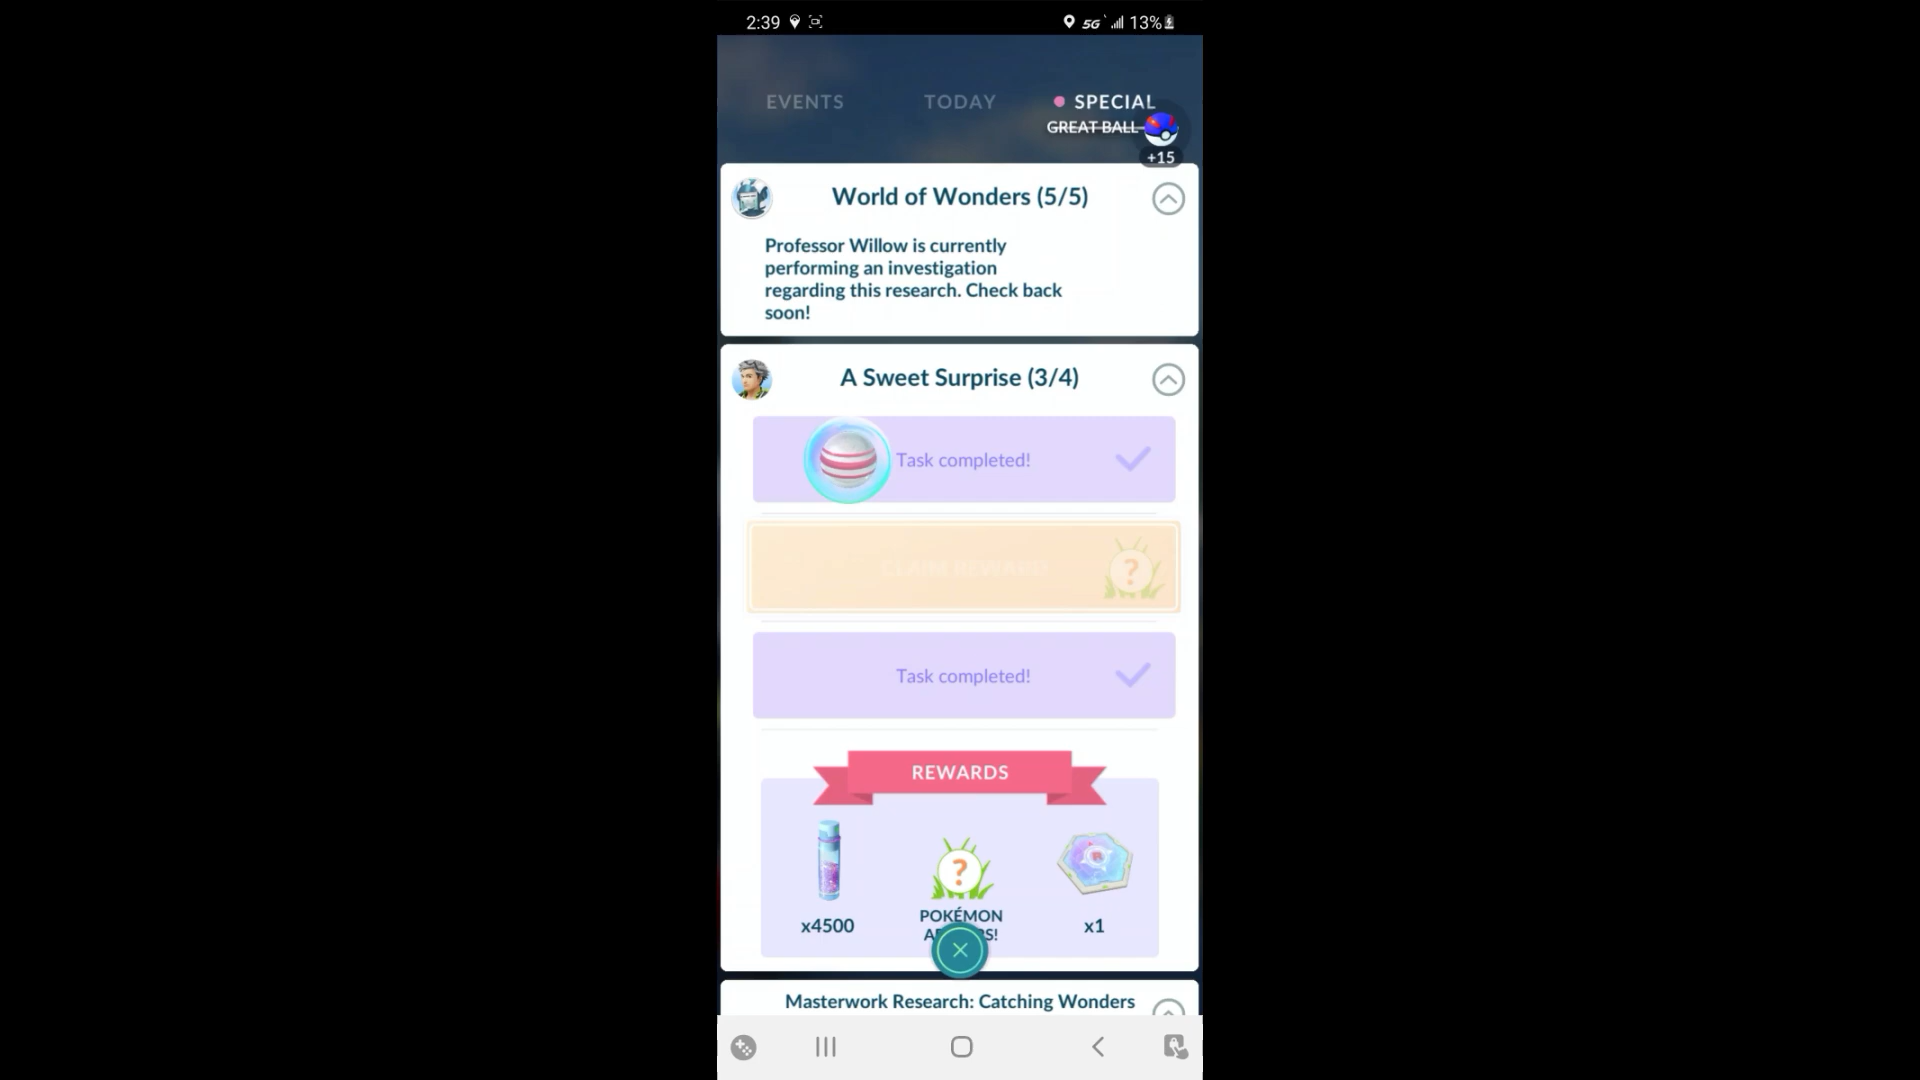 2:39
5G
13%
EVENTS
TODAY
SPECIAL
GREAT BALL
+15
World of Wonders (5/5)
Professor Willow is currently
performing an investigation
regarding this research. Check back
soon!
A Sweet Surprise (3/4)
Task completed!
CLAIM REWARD!
?
Task completed!
REWARDS
x4500
?
POKÉMON
R
x1
Masterwork Research: Catching Wonders